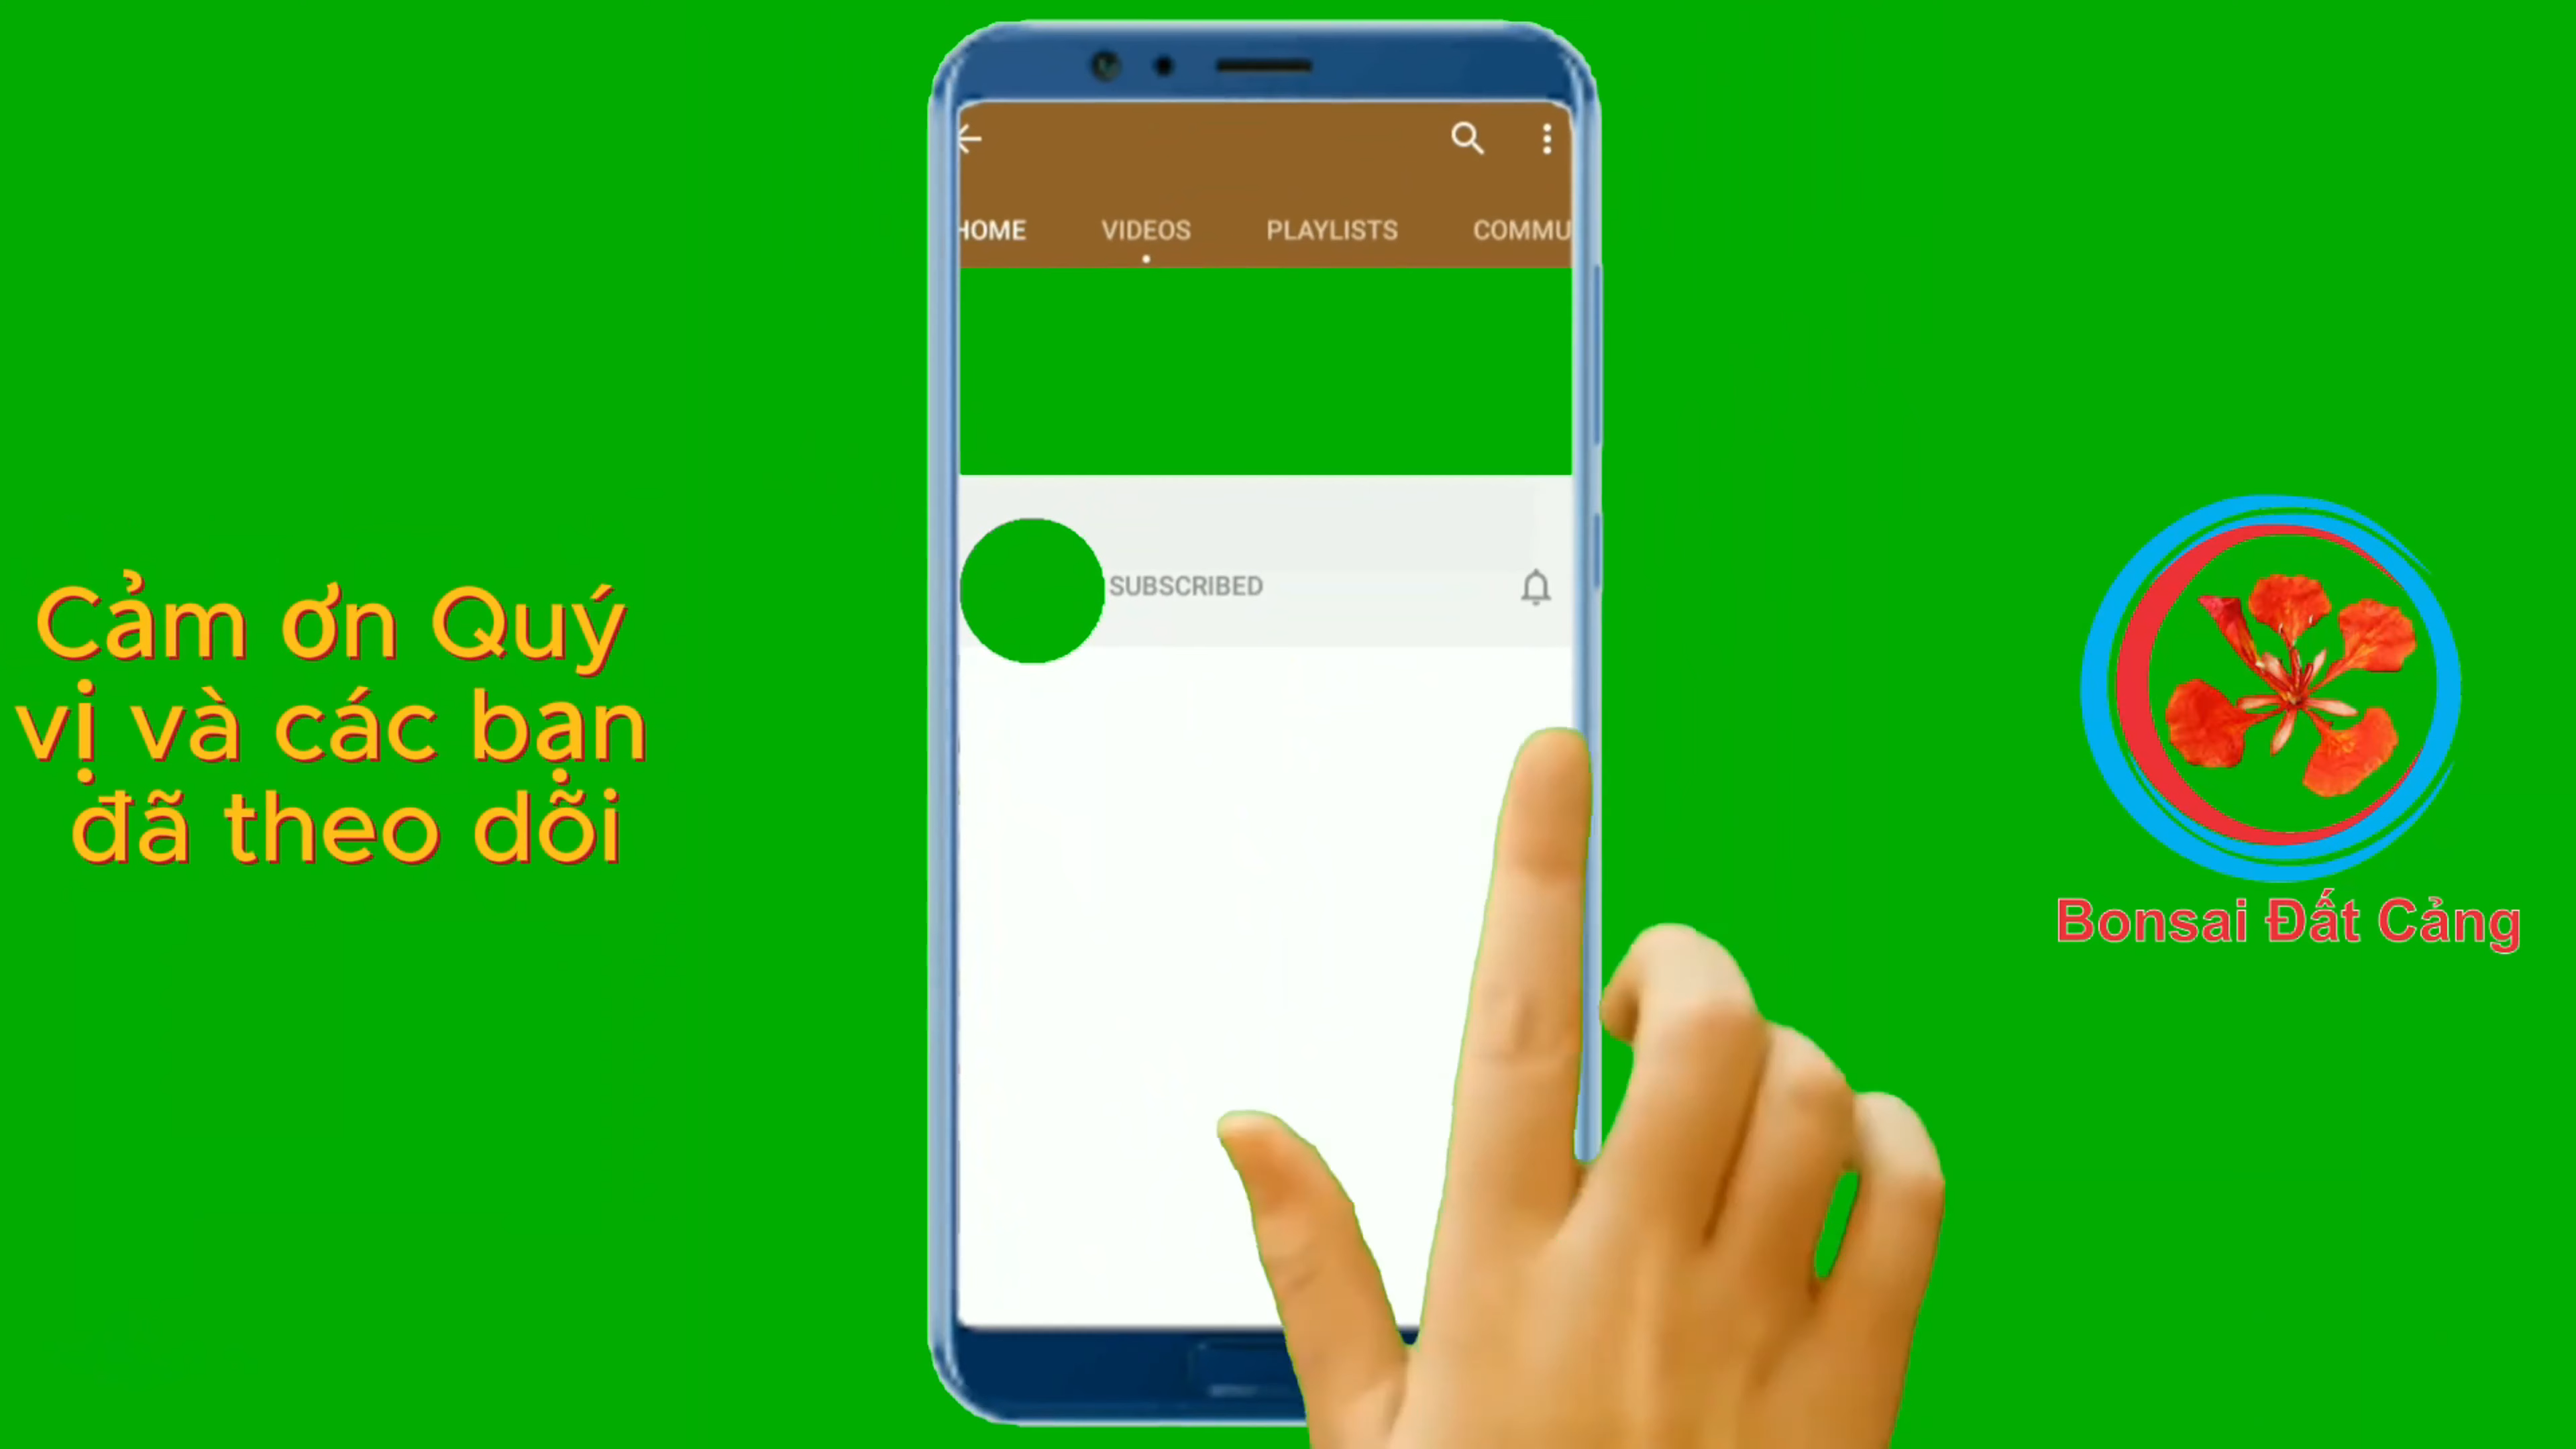 Cảm ơn Quý
vị và các bạn
đã theo dõi
HOME VIDEOS PLAYLISTS COMMU
SUBSCRIBED
Bonsai Đất Cảng